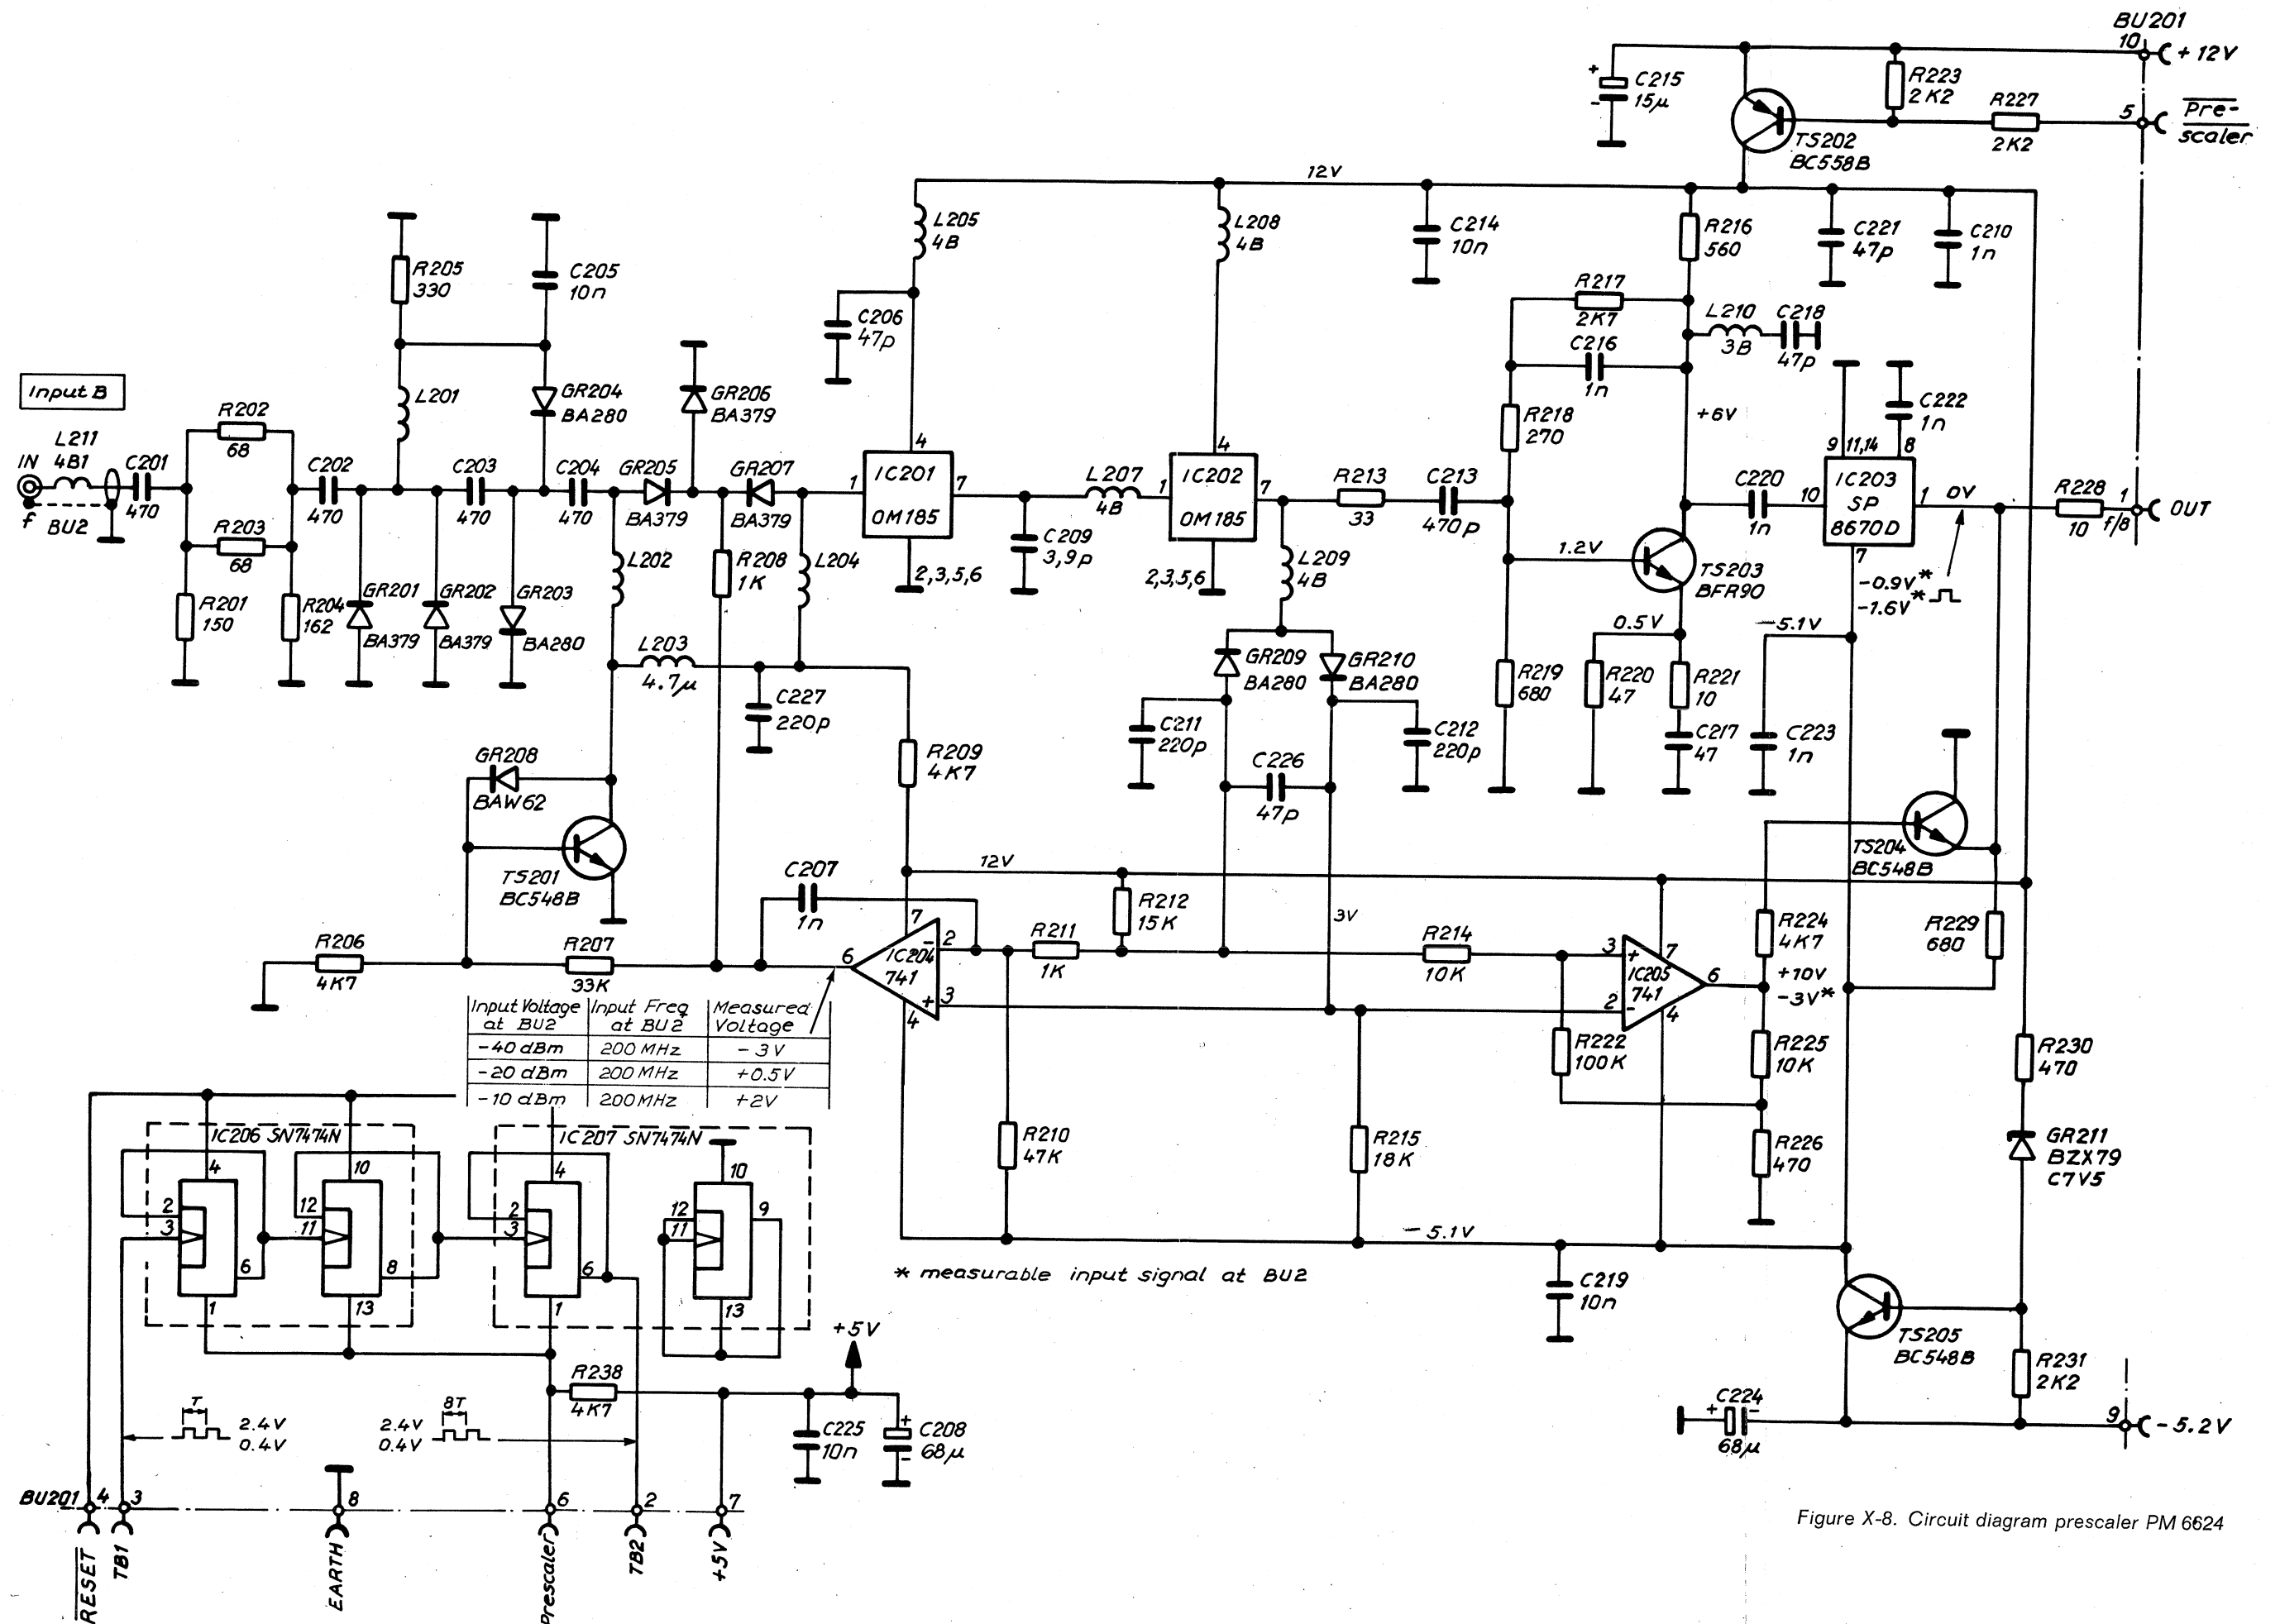 BU201
10
+ 12V
C215
15µ
+
-
R223
2K2
R227
2K2
5
Pre-
scaler
TS202
BC558B
12V
L205
4B
L208
4B
C214
10n
R216
560
C221
47p
C210
1n
R205
330
C205
10n
C206
47p
R217
2K7
C216
1n
L210
3B
C218
47p
Input B
L201
GR204
BA280
GR206
BA379
R218
270
+6V
C222
1n
R202
68
IN
L211
4B1
C201
470
C202
470
C203
470
C204
470
GR205
BA379
GR207
BA379
f
BU2
R203
68
4
1
IC201
7
OM185
2,3,5,6
L207
4B
C209
3,9p
4
1
IC202
7
OM185
2,3,5,6
R213
33
C213
470p
C220
1n
9
11,14
8
10
IC203
SP
8670D
1
7
0V
R228
10
1
f/8
OUT
-0.9V*
-1.6V*
R201
150
R204
162
GR201
BA379
GR202
BA379
GR203
BA280
L202
R208
1K
L204
L209
4B
1.2V
TS203
BFR90
0.5V
-5.1V
L203
4.7µ
C227
220p
GR209
BA280
GR210
BA280
C211
220p
C212
220p
C226
47p
R219
680
R220
47
R221
10
C217
47
C223
1n
GR208
BAW62
TS201
BC548B
R209
4K7
12V
C207
1n
R212
15K
3V
TS204
BC548B
R206
4K7
R207
33K
6
7
2
3
4
-
+
IC204
741
R211
1K
R214
10K
3
2
+
-
7
6
4
IC205
741
R224
4K7
+10V
-3V*
R229
680
Input Voltage
at BU2
Input Freq
at BU2
Measured
Voltage
-40 dBm
200 MHz
- 3 V
-20 dBm
200 MHz
+0.5V
-10 dBm
200 MHz
+2V
R222
100K
R225
10K
R226
470
R230
470
GR211
BZX79
C7V5
R210
47K
R215
18K
- 5.1V
IC206 SN7474N
4
2
3
6
1
10
12
11
8
13
IC207 SN7474N
4
2
3
6
1
10
12
11
9
13
* measurable input signal at BU2
C219
10n
TS205
BC548B
R231
2K2
C224
68µ
+
-
9
- 5.2V
+5V
R238
4K7
C225
10n
C208
68µ
+
-
T
2.4V
0.4V
8T
2.4V
0.4V
BU201
4
3
8
6
2
7
RESET
TB1
EARTH
Prescaler
TB2
+5V
Figure X-8. Circuit diagram prescaler PM 6624